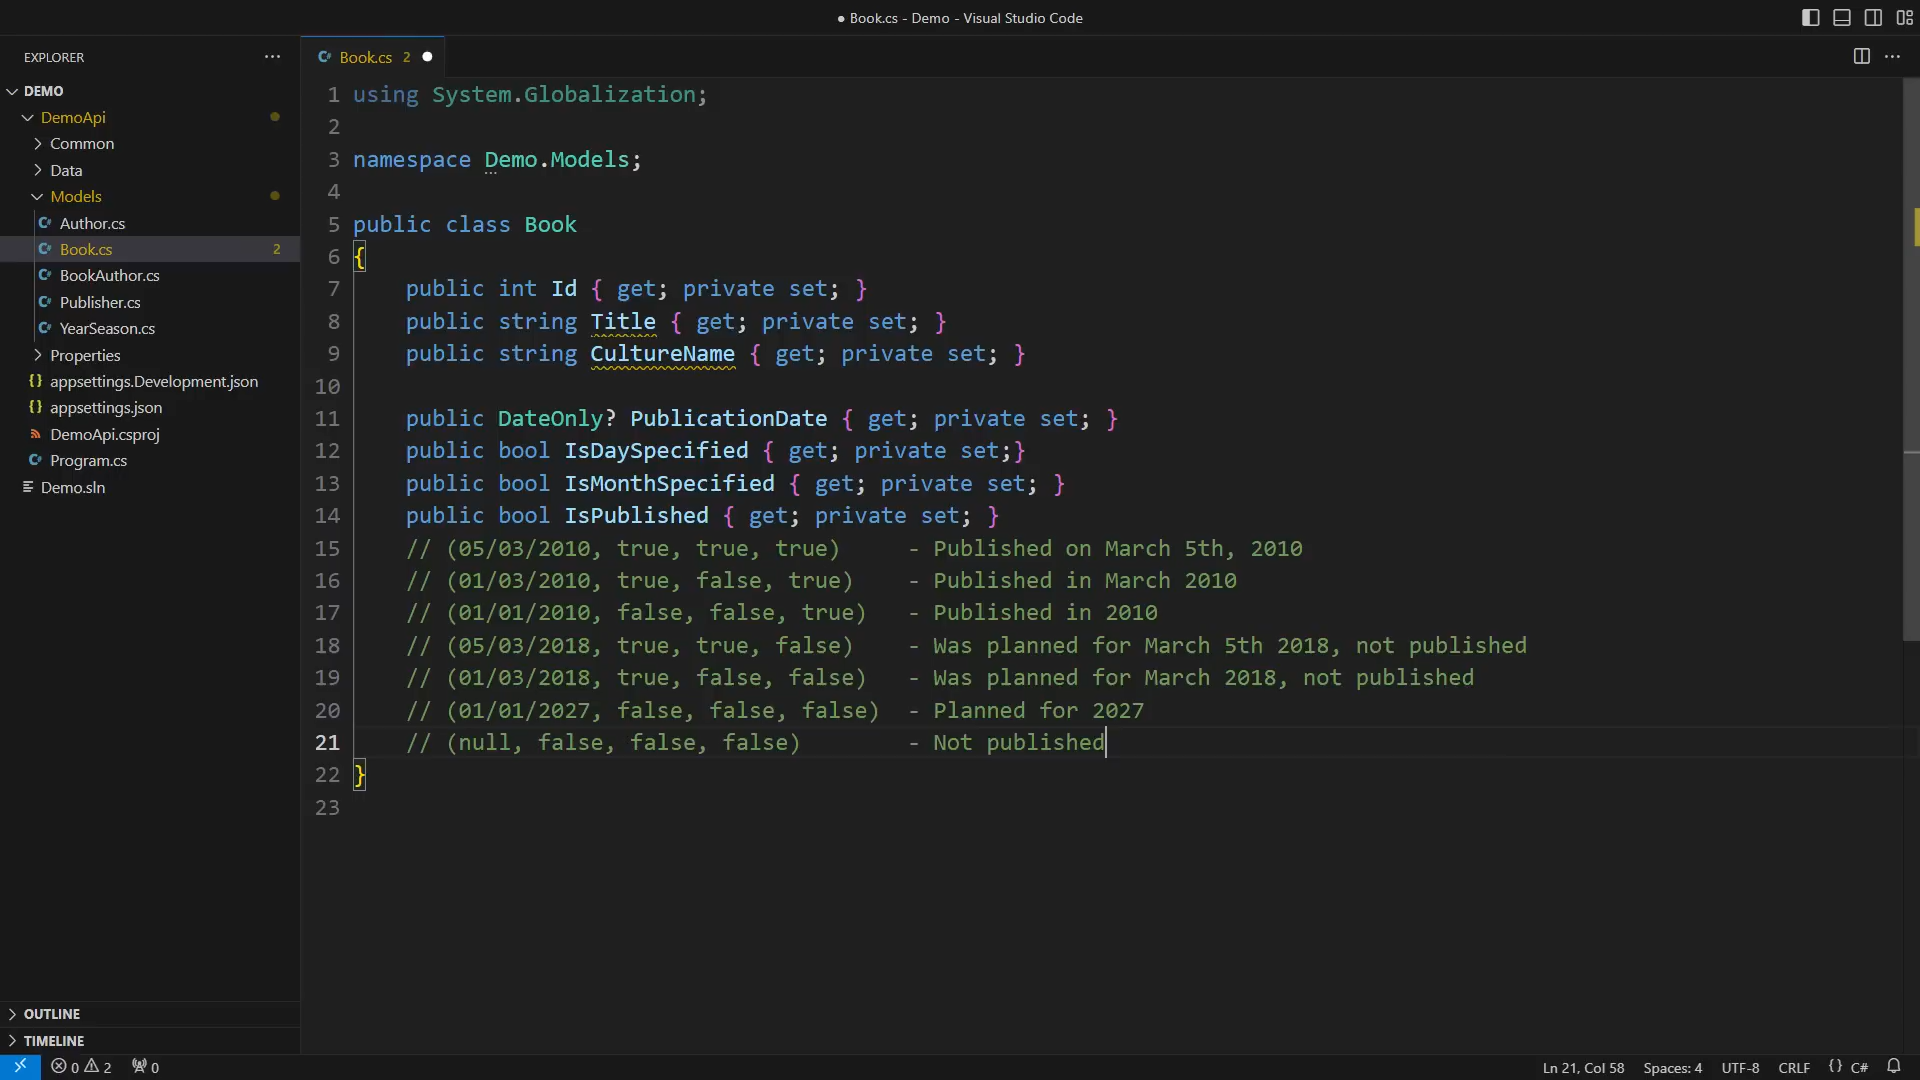 ● Book.cs - Demo - Visual Studio Code
EXPLORER
Book.cs 2
DEMO
DemoApi
Common
Data
Models
Author.cs
Book.cs 2
BookAuthor.cs
Publisher.cs
YearSeason.cs
Properties
{} appsettings.Development.json
{} appsettings.json
DemoApi.csproj
Program.cs
Demo.sln
1 using System.Globalization;
2
3 namespace Demo.Models;
4
5 public class Book
6 {
7     public int Id { get; private set; }
8     public string Title { get; private set; }
9     public string CultureName { get; private set; }
10
11     public DateOnly? PublicationDate { get; private set; }
12     public bool IsDaySpecified { get; private set;}
13     public bool IsMonthSpecified { get; private set; }
14     public bool IsPublished { get; private set; }
15     // (05/03/2010, true, true, true)     - Published on March 5th, 2010
16     // (01/03/2010, true, false, true)    - Published in March 2010
17     // (01/01/2010, false, false, true)   - Published in 2010
18     // (05/03/2018, true, true, false)    - Was planned for March 5th 2018, not published
19     // (01/03/2018, true, false, false)   - Was planned for March 2018, not published
20     // (01/01/2027, false, false, false)  - Planned for 2027
21     // (null, false, false, false)        - Not published
22 }
23
OUTLINE
TIMELINE
0 2 0 Ln 21, Col 58 Spaces: 4 UTF-8 CRLF {} C#